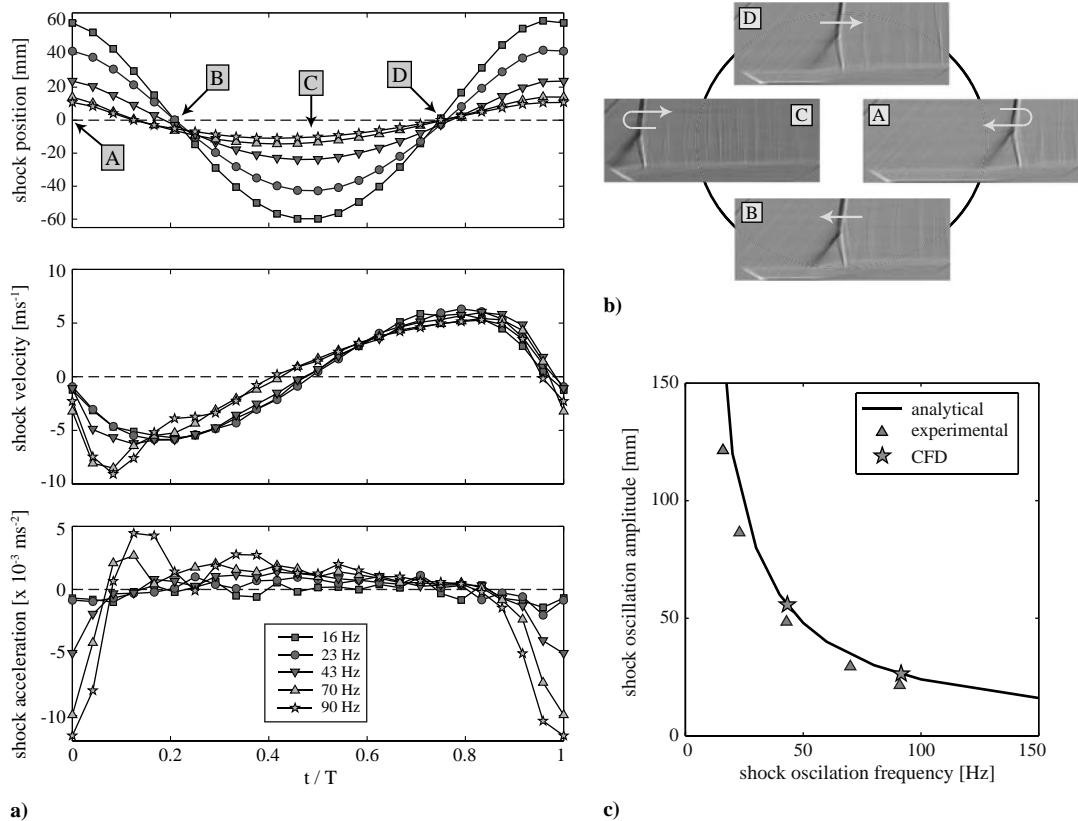 shock position [mm]
60
40
20
0
-20
-40
-60
A
B
C
D
shock velocity [ms-1]
10
5
0
-5
-10
shock acceleration [x 10-3 ms-2]
5
0
-5
-10
16 Hz
23 Hz
43 Hz
70 Hz
90 Hz
0
0.2
0.4
0.6
0.8
1
t / T
a)
D
C
A
B
b)
shock oscillation amplitude [mm]
150
100
50
0
analytical
experimental
CFD
0
50
100
150
shock oscilation frequency [Hz]
c)